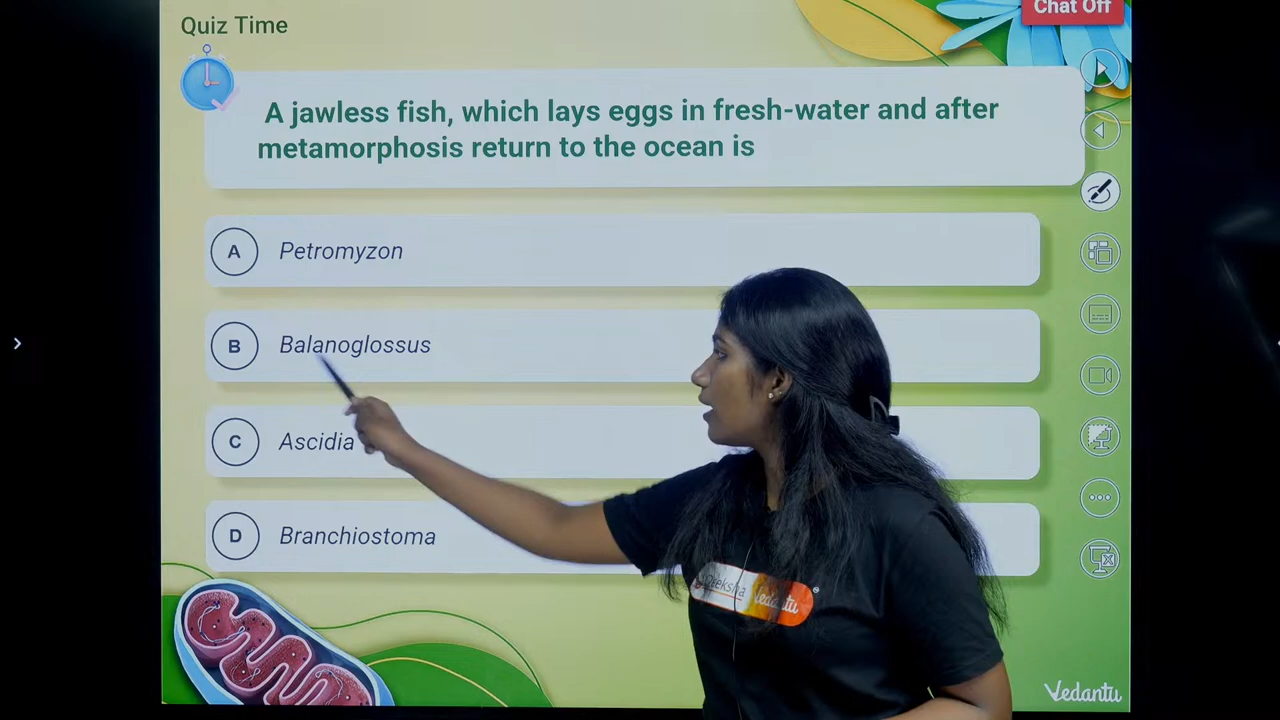 Quiz Time
Chat Off
A jawless fish, which lays eggs in fresh-water and after
metamorphosis return to the ocean is
A Petromyzon
B Balanoglossus
C Ascidia
D Branchiostoma
Vedantu
Vedantu